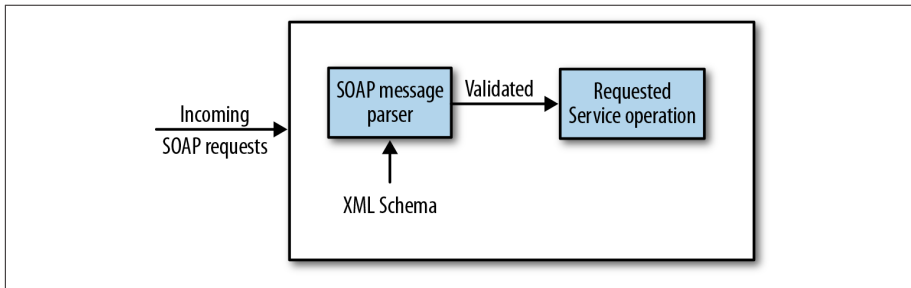 Incoming
SOAP requests
SOAP message
parser
Validated
Requested
Service operation
XML Schema